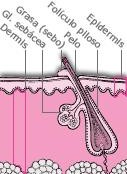 Dermis
Gl. sebácea
Grasa (sebo)
Pelo
Folículo piloso
Epidermis